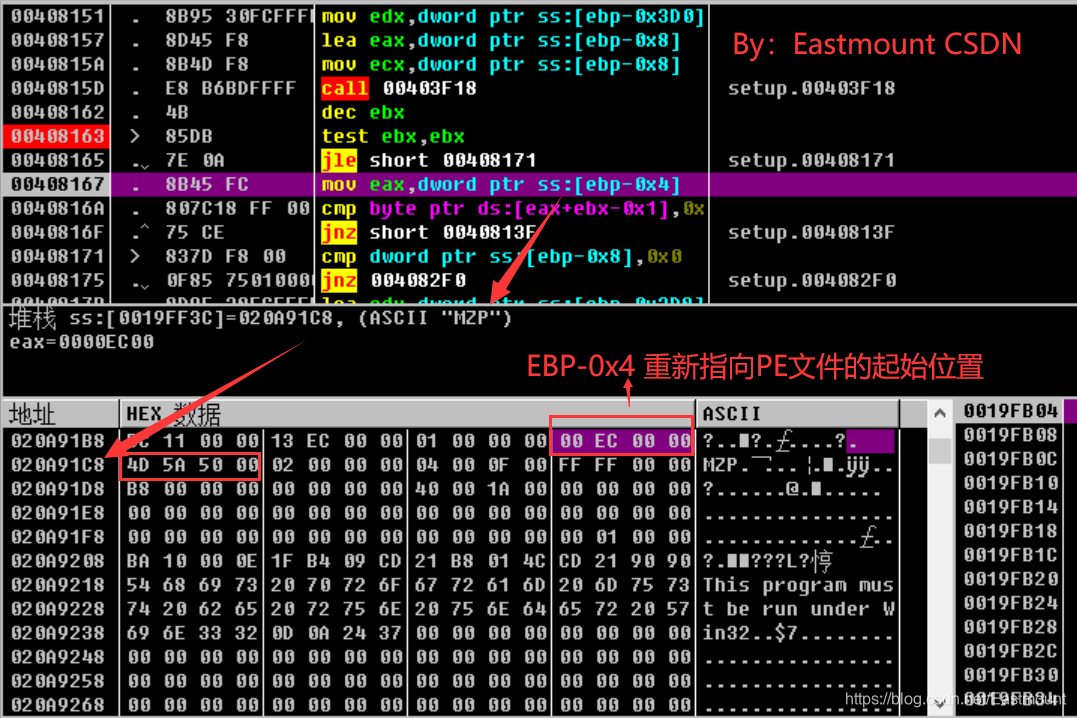 00408151 . 8B95 30FCFFFF mov edx,dword ptr ss:[ebp-0x3D0]
00408157 . 8D45 F8 lea eax,dword ptr ss:[ebp-0x8]
By：Eastmount CSDN
0040815A . 8B4D F8 mov ecx,dword ptr ss:[ebp-0x8]
0040815D . E8 B6BDFFFF call 00403F18 setup.00403F18
00408162 . 4B dec ebx
00408163 > 85DB test ebx,ebx
00408165 . 7E 0A jle short 00408171 setup.00408171
00408167 . 8B45 FC mov eax,dword ptr ss:[ebp-0x4]
0040816A . 807C18 FF 00 cmp byte ptr ds:[eax+ebx-0x1],0x
0040816F .^ 75 CE jnz short 0040813F setup.0040813F
00408171 > 837D F8 00 cmp dword ptr ss:[ebp-0x8],0x0
00408175 . 0F85 7501000 jnz 004082F0 setup.004082F0
堆栈 ss:[0019FF3C]=020A91C8, (ASCII "MZP")
eax=0000EC00
EBP-0x4 重新指向PE文件的起始位置
地址 HEX 数据 ASCII 0019FB04
020A91B8 11 00 00 13 EC 00 00 01 00 00 00 00 EC 00 00 0019FB08
020A91C8 4D 5A 50 00 02 00 00 00 04 00 0F 00 FF FF 00 00 MZP. 0019FB0C
020A91D8 B8 00 00 00 00 00 00 00 40 00 1A 00 00 00 00 00 ?.......@. 0019FB10
020A91E8 00 00 00 00 00 00 00 00 00 00 00 00 00 00 00 00 ................ 0019FB14
020A91F8 00 00 00 00 00 00 00 00 00 00 00 00 00 01 00 00 0019FB18
020A9208 BA 10 00 0E 1F B4 09 CD 21 B8 01 4C CD 21 90 90 0019FB1C
020A9218 54 68 69 73 20 70 72 6F 67 72 61 6D 20 6D 75 73 This program mus 0019FB20
020A9228 74 20 62 65 20 72 75 6E 20 75 6E 64 65 72 20 57 t be run under W 0019FB24
020A9238 69 6E 33 32 0D 0A 24 37 00 00 00 00 00 00 00 00 in32..$7........ 0019FB28
020A9248 00 00 00 00 00 00 00 00 00 00 00 00 00 00 00 00 ................ 0019FB2C
020A9258 00 00 00 00 00 00 00 00 00 00 00 00 00 00 00 00 ................ 0019FB30
020A9268 00 00 00 00 00 00 00 00 00 00 00 00 00 00 00 00 0019FB34
https://blog.csdn.net/Eastmount